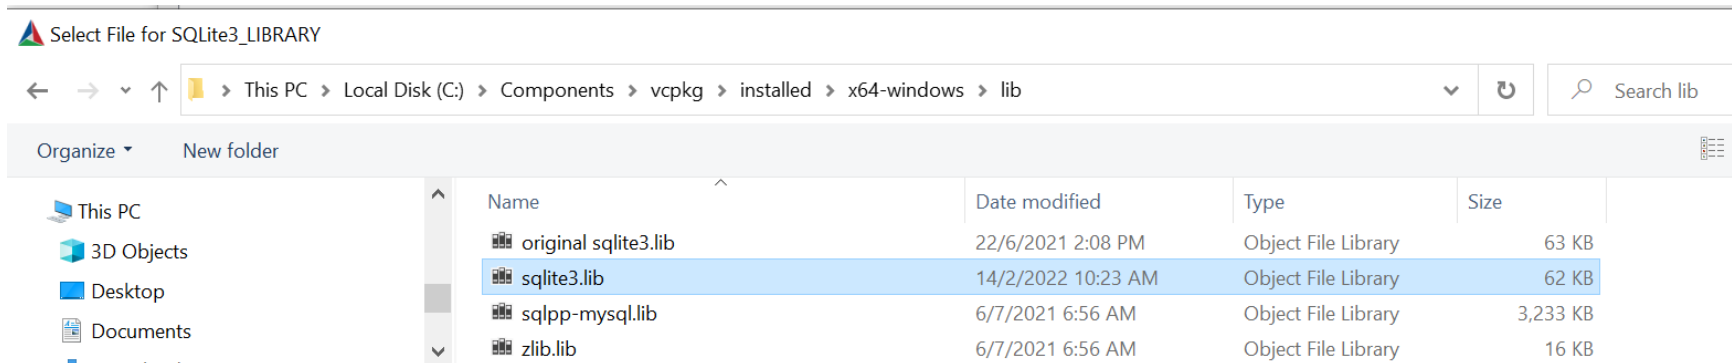 Select File for SQLite3_LIBRARY
This PC > Local Disk (C:) > Components > vcpkg > installed > x64-windows > lib
Search lib
Organize
New folder
Name Date modified Type Size
This PC
3D Objects
Desktop
Documents
original sqlite3.lib 22/6/2021 2:08 PM Object File Library 63 KB
sqlite3.lib 14/2/2022 10:23 AM Object File Library 62 KB
sqlpp-mysql.lib 6/7/2021 6:56 AM Object File Library 3,233 KB
zlib.lib 6/7/2021 6:56 AM Object File Library 16 KB